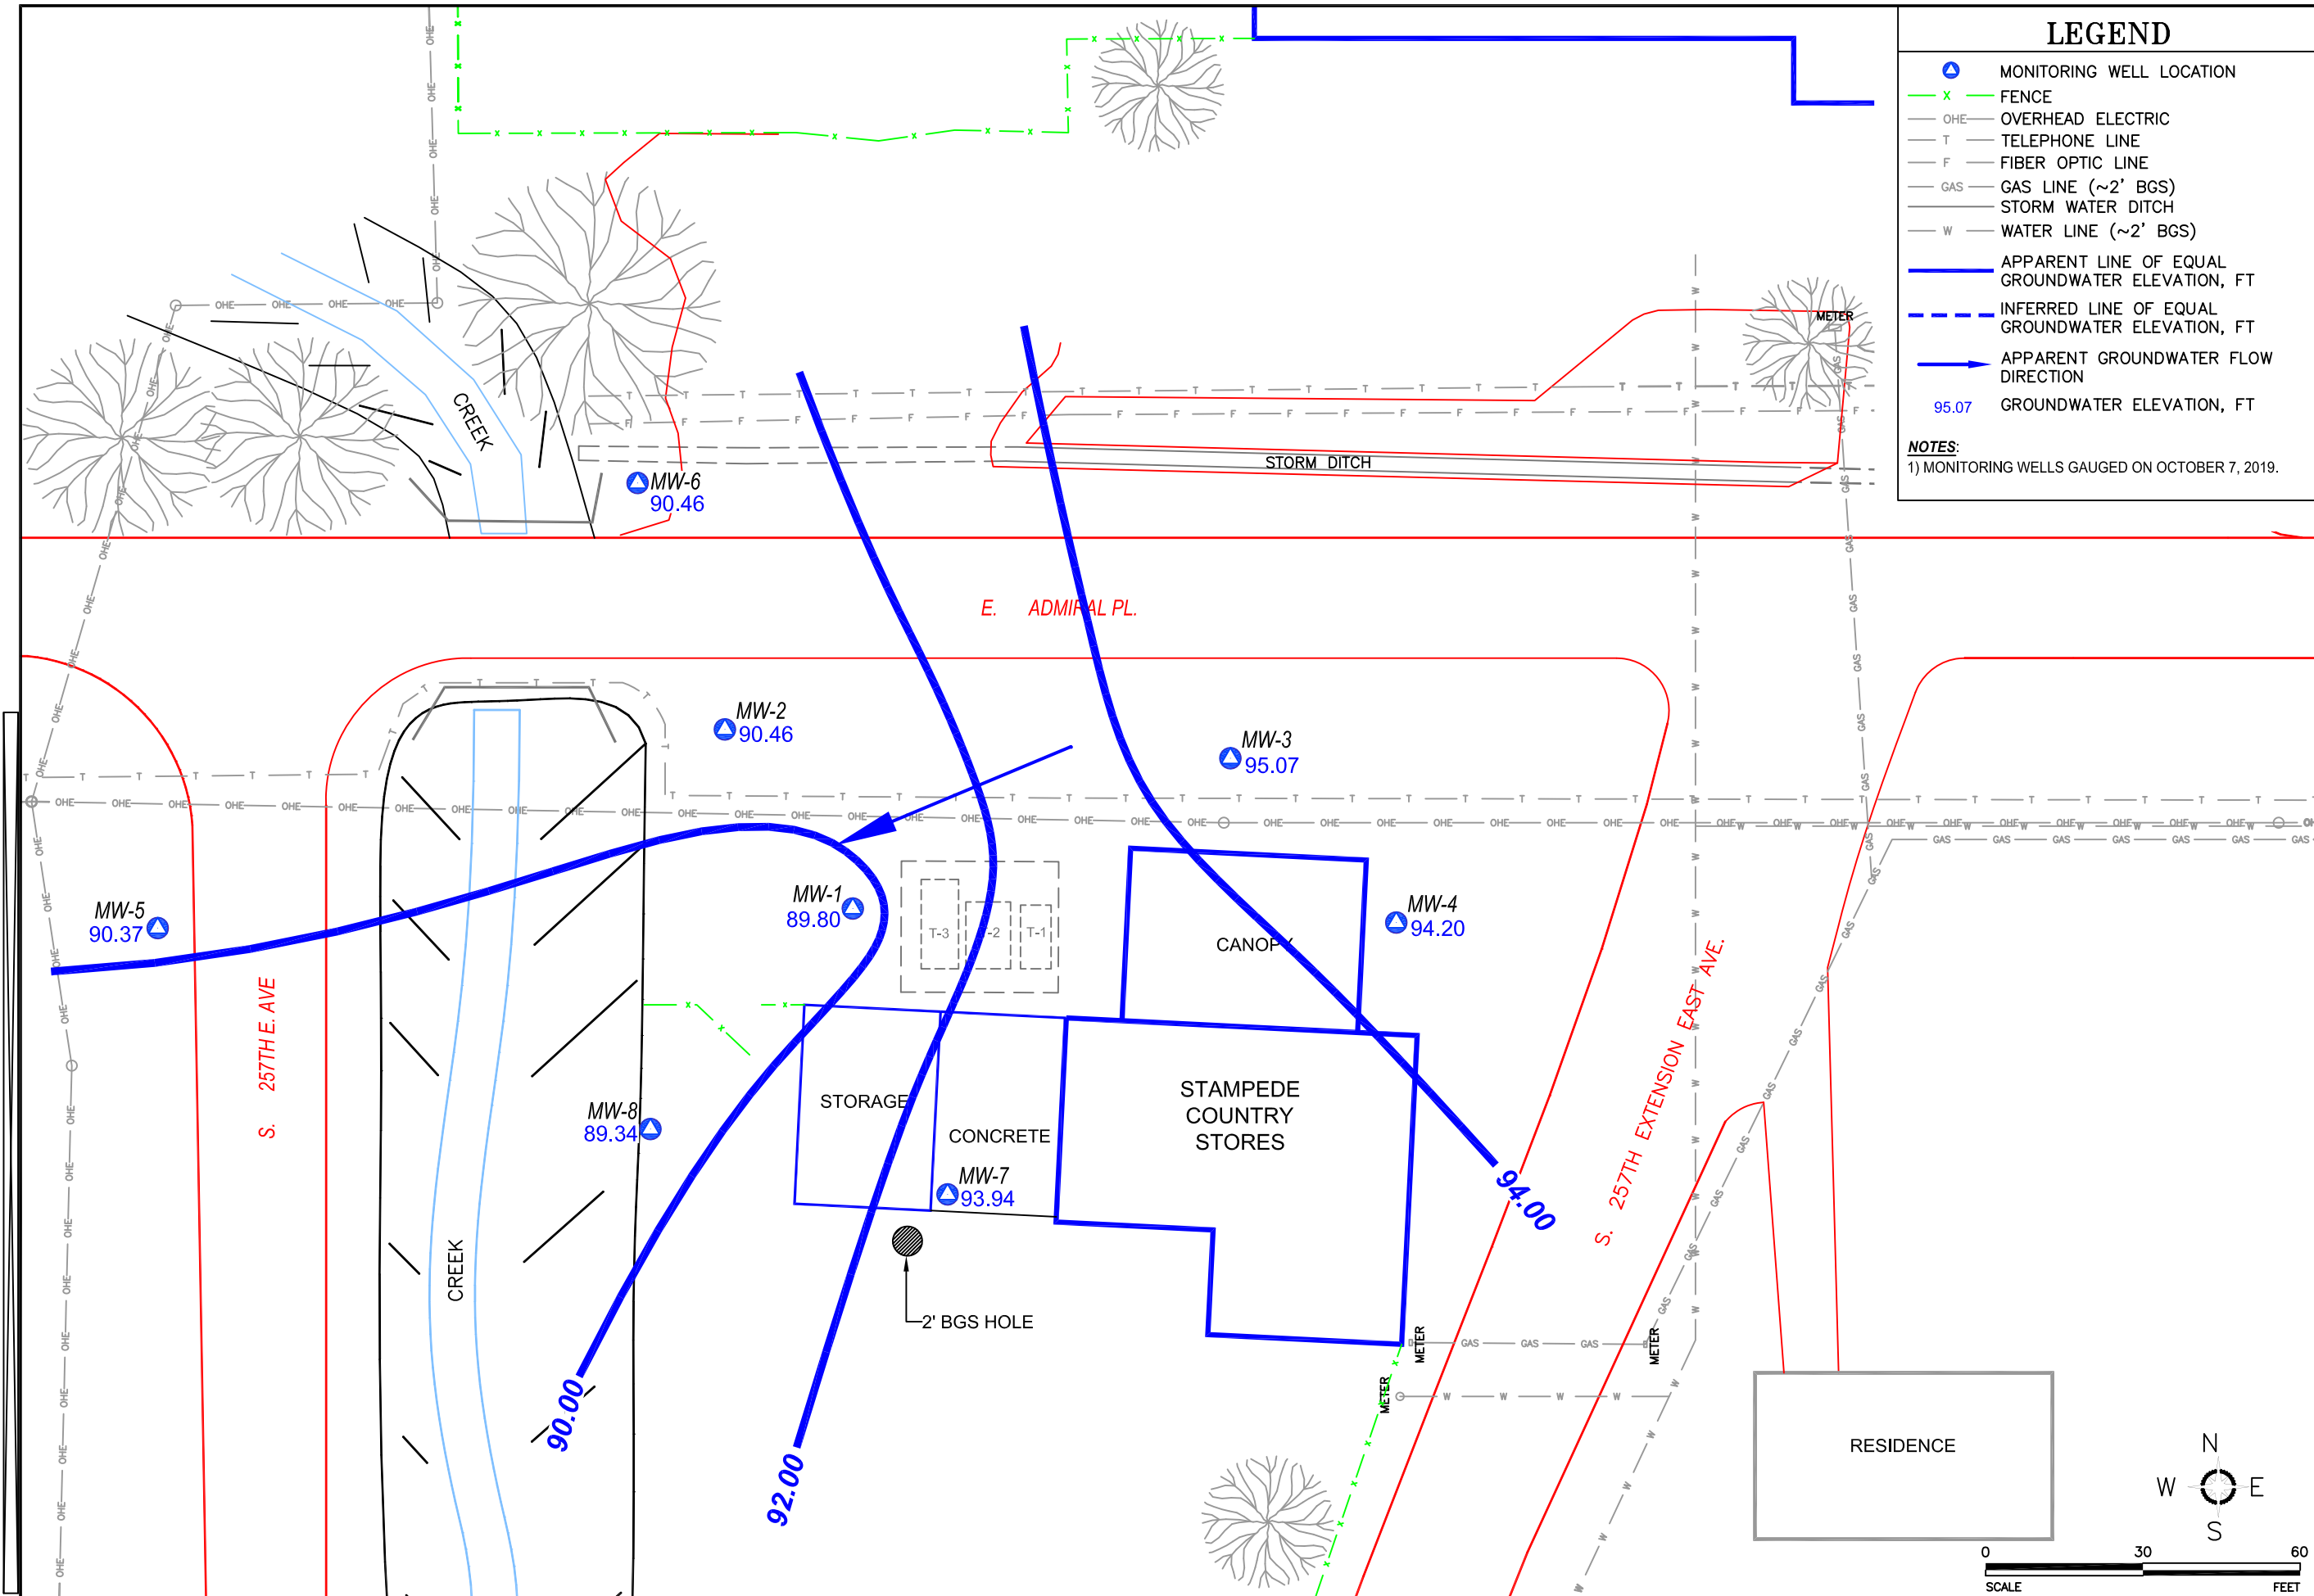 LEGEND
MONITORING WELL LOCATION
X FENCE
OHE OVERHEAD ELECTRIC
T TELEPHONE LINE
F FIBER OPTIC LINE
GAS GAS LINE (~2' BGS)
STORM WATER DITCH
W WATER LINE (~2' BGS)
APPARENT LINE OF EQUAL
GROUNDWATER ELEVATION, FT
INFERRED LINE OF EQUAL
GROUNDWATER ELEVATION, FT
APPARENT GROUNDWATER FLOW
DIRECTION
95.07 GROUNDWATER ELEVATION, FT
NOTES:
1) MONITORING WELLS GAUGED ON OCTOBER 7, 2019.
METER
CREEK
STORM DITCH
MW-6
90.46
E. ADMIRAL PL.
MW-2
90.46
MW-3
95.07
MW-5
90.37
MW-1
89.80
T-3
T-2
T-1
MW-4
94.20
CANOPY
S. 257TH E. AVE
S. 257TH EXTENSION EAST AVE.
MW-8
89.34
STORAGE
CONCRETE
STAMPEDE
COUNTRY
STORES
MW-7
93.94
94.00
CREEK
2' BGS HOLE
METER
METER
METER
90.00
92.00
RESIDENCE
N
W E
S
0 30 60
SCALE FEET